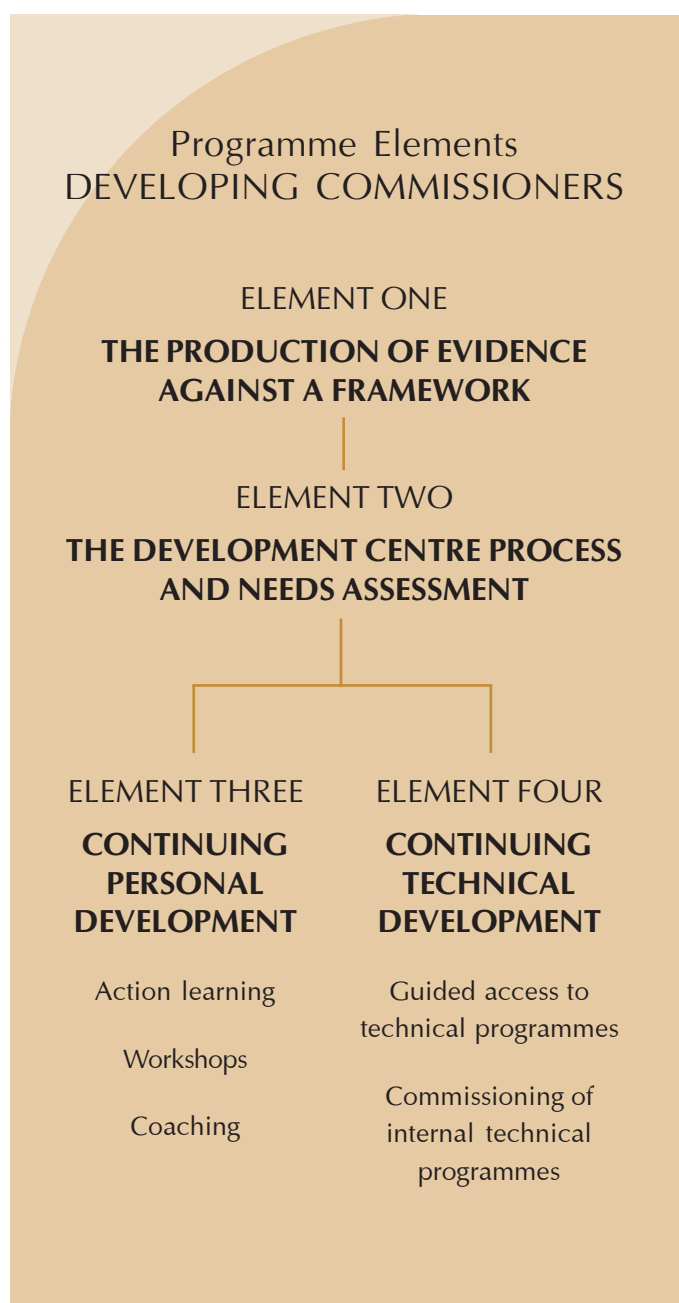 Programme Elements
DEVELOPING COMMISSIONERS
ELEMENT ONE
THE PRODUCTION OF EVIDENCE
AGAINST A FRAMEWORK
ELEMENT TWO
THE DEVELOPMENT CENTRE PROCESS
AND NEEDS ASSESSMENT
ELEMENT THREE
CONTINUING
PERSONAL
DEVELOPMENT
Action learning
Workshops
Coaching
ELEMENT FOUR
CONTINUING
TECHNICAL
DEVELOPMENT
Guided access to
technical programmes
Commissioning of
internal technical
programmes